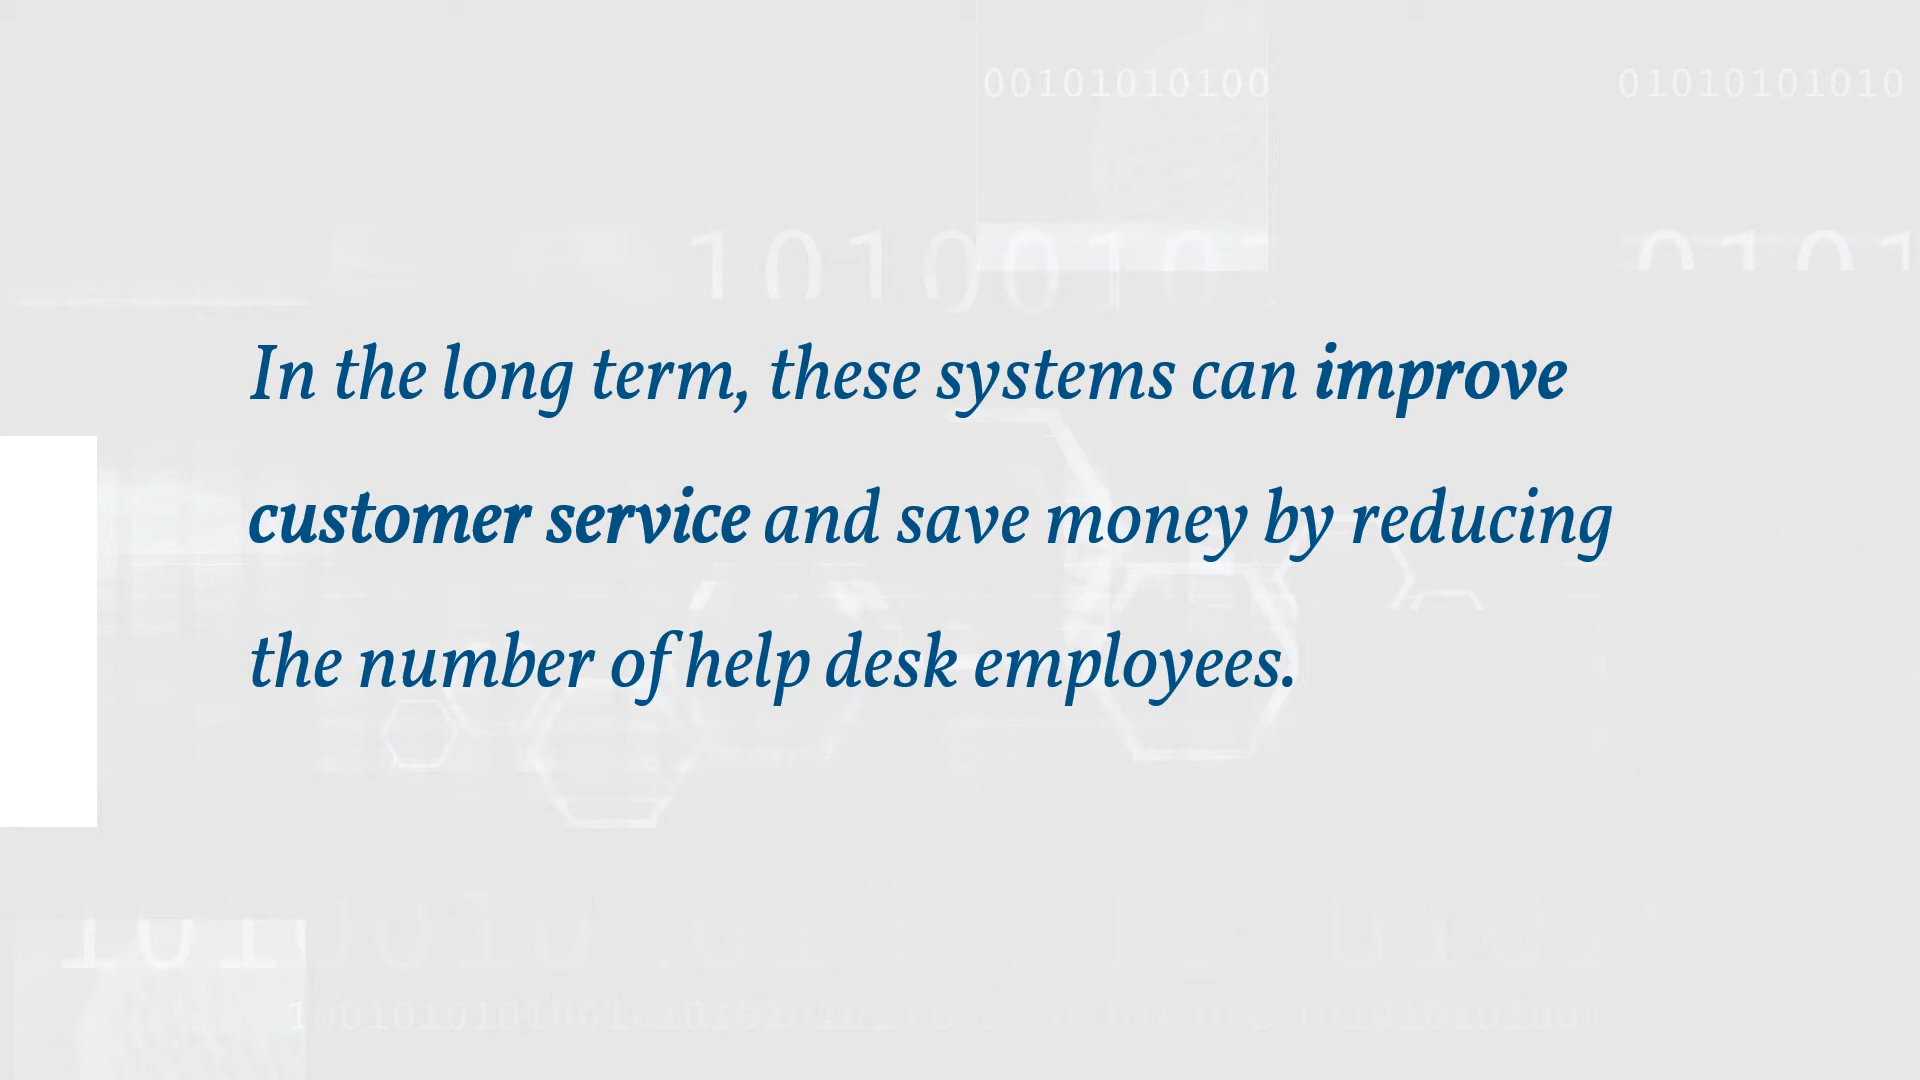 00101010100
01010101010
In the long term, these systems can improve
customer service and save money by reducing
the number of help desk employees.